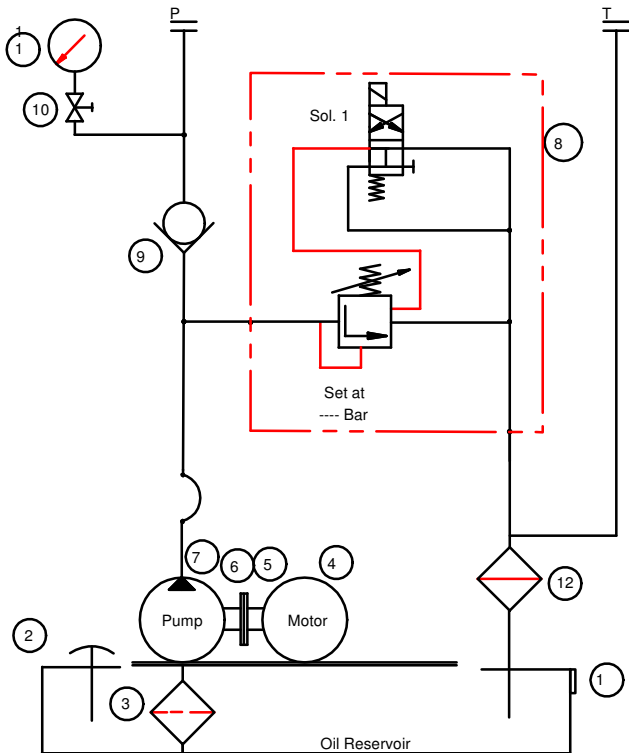 P
T
1
1
10
Sol. 1
8
9
Set at
---- Bar
7
6
5
4
12
Pump
Motor
2
3
1
Oil Reservoir